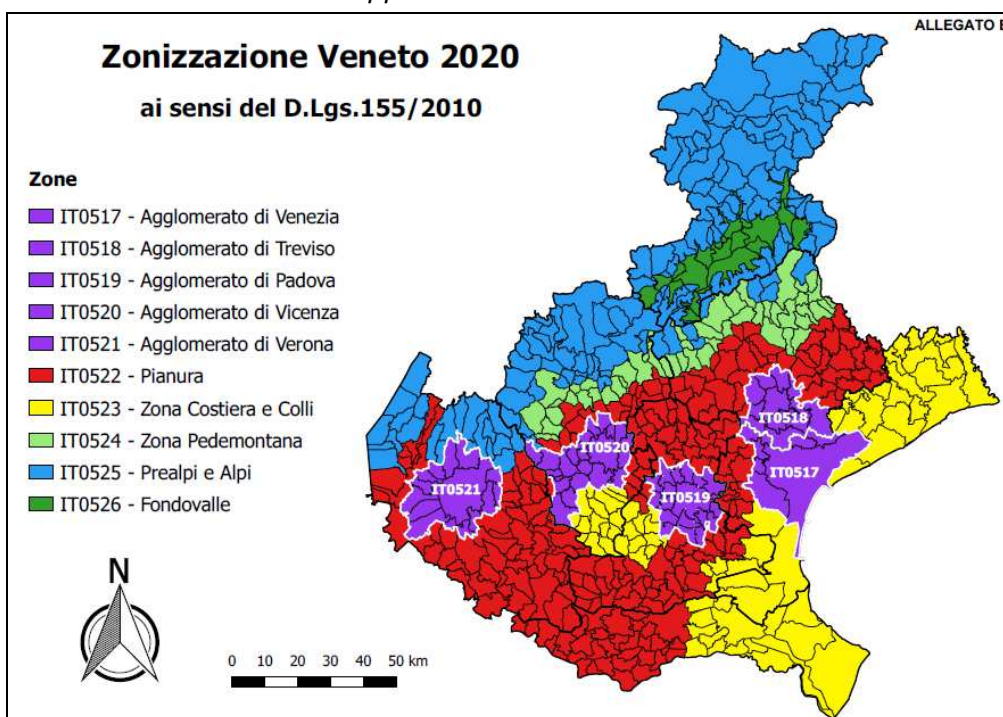 ALLEGATO
Zonizzazione Veneto 2020
ai sensi del D.Lgs.155/2010
Zone
IT0517 - Agglomerato di Venezia
IT0518 - Agglomerato di Treviso
IT0519 - Agglomerato di Padova
IT0520 - Agglomerato di Vicenza
IT0521 - Agglomerato di Verona
IT0522 - Pianura
IT0523 - Zona Costiera e Colli
IT0524 - Zona Pedemontana
IT0525 - Prealpi e Alpi
IT0526 - Fondovalle
IT0518
IT0520
IT0517
IT0521
IT0519
N
0 10 20 30 40 50 km